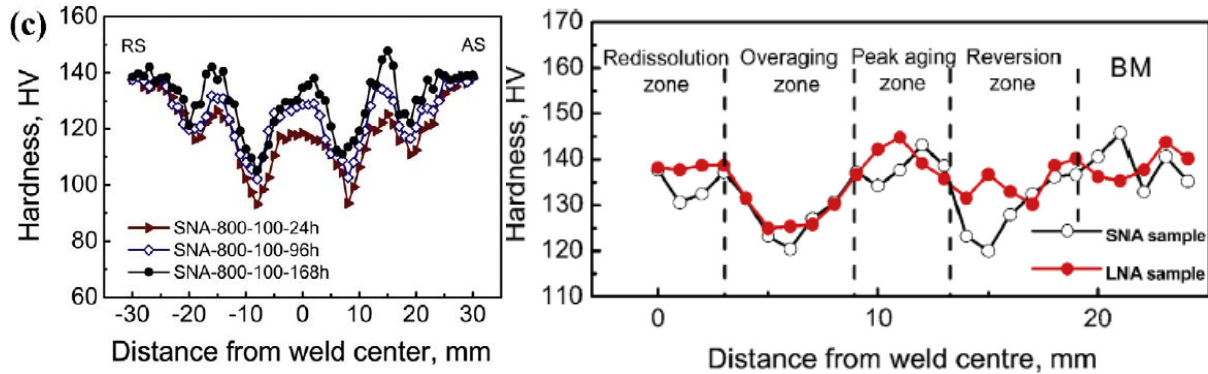 (c)
160
140
120
100
80
60
RS
AS
SNA-800-100-24h
SNA-800-100-96h
SNA-800-100-168h
-30
-20
-10
0
10
20
30
Hardness, HV
Distance from weld center, mm
170
160
150
140
130
120
110
Redissolution
zone
Overaging
zone
Peak aging
zone
Reversion
zone
BM
SNA sample
LNA sample
0
10
20
Hardness, HV
Distance from weld centre, mm